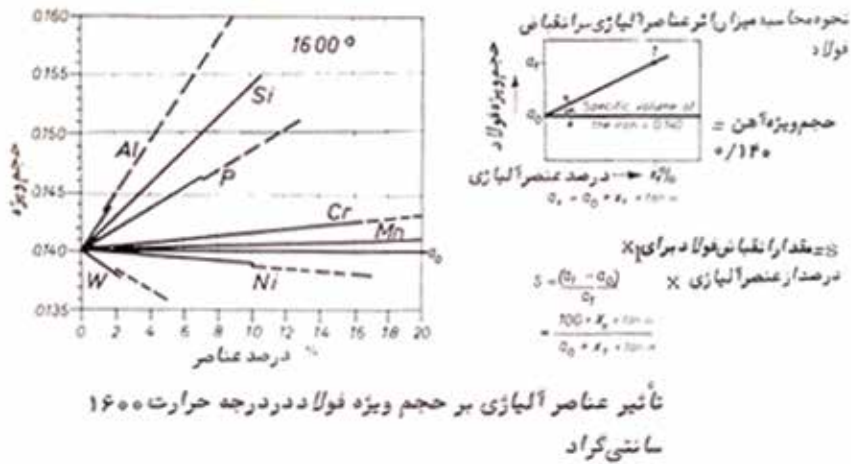 نحوه محاسبه میزان اثر عناصر آلیاژی بر انقباض
فولاد
0.160
0.155
0.150
0.145
0.140
0.135
1600°
Al
Si
P
Cr
Mn
a₀
W
Ni
0 2 4 6 8 10 12 14 16 18 20
حجم ویژه
درصد عناصر %
حجم ویژه فولاد
a₀
Specific volume of
the iron = 0.140
درصد عنصر آلیاژی
حجم ویژه آهن =
۰/۱۴۰
S = مقدار انقباض فولاد برای X₁
درصد از عنصر آلیاژی X
تأثیر عناصر آلیاژی بر حجم ویژه فولاد در درجه حرارت ۱۶۰۰
سانتی‌گراد